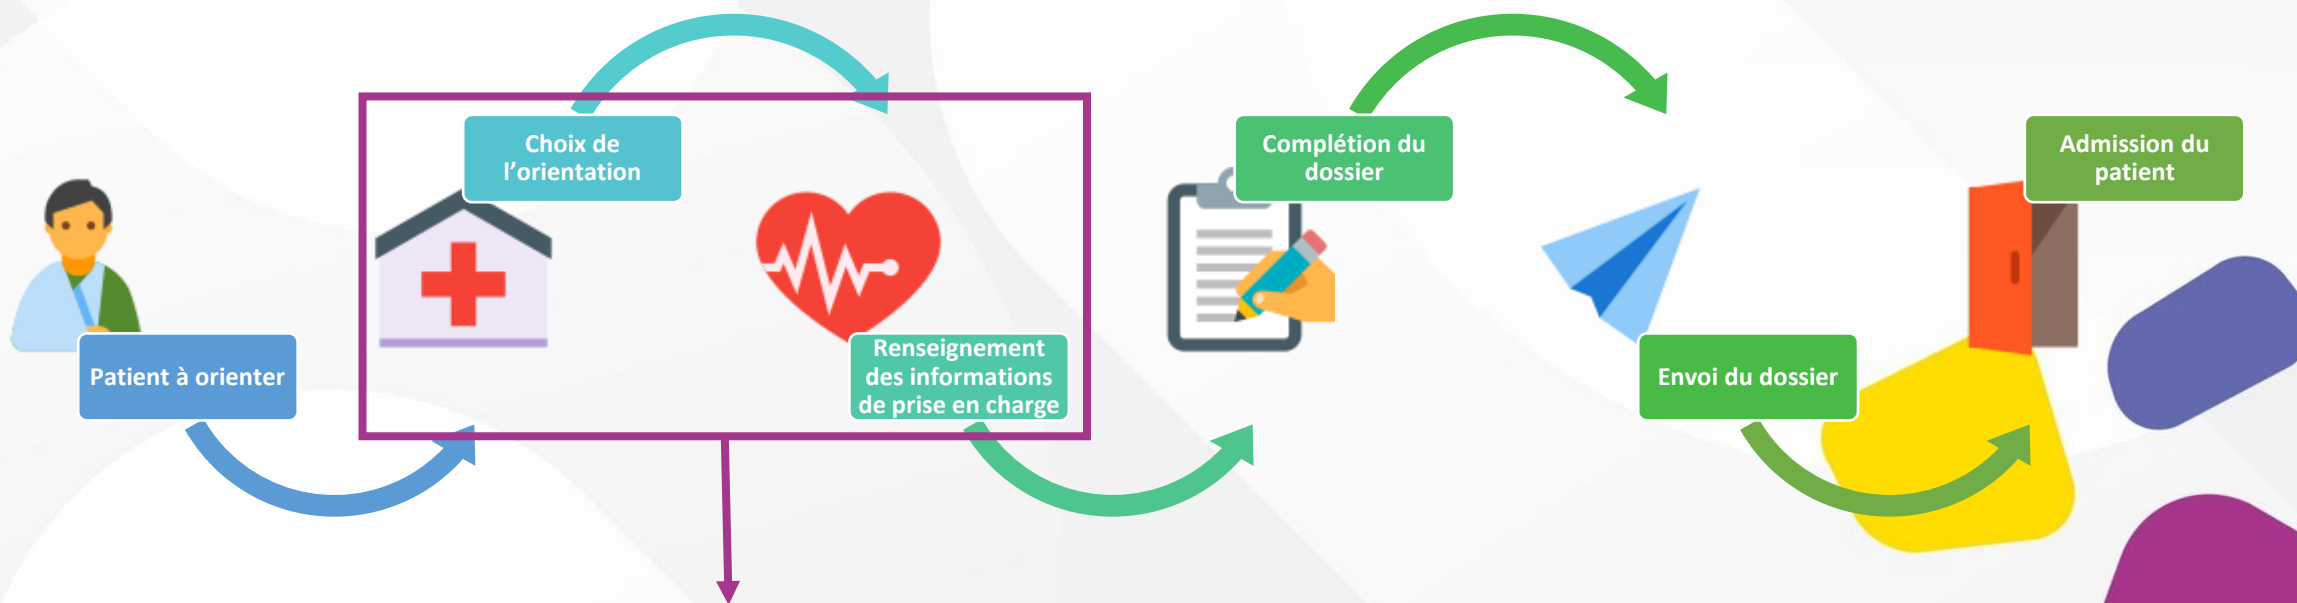 Patient à orienter
Choix de
l’orientation
Renseignement
des informations
de prise en charge
Complétion du
dossier
Envoi du dossier
Admission du
patient